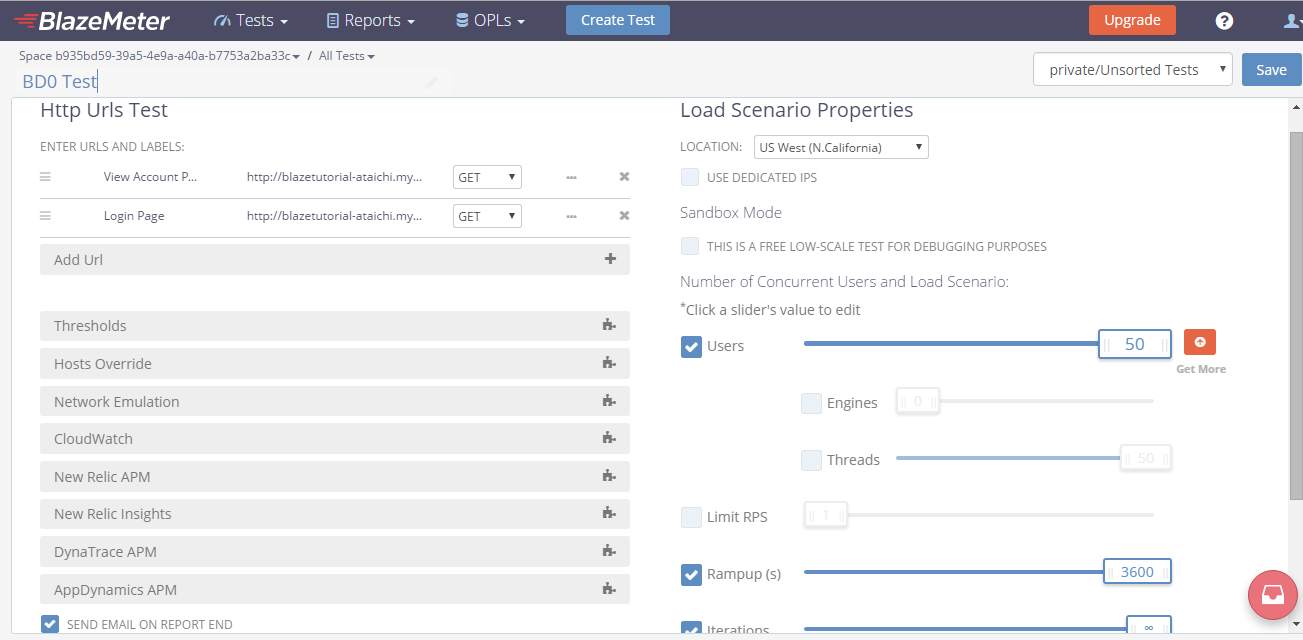 BlazeMeter Tests Reports OPLs Create Test Upgrade ?
Space b935bd59-39a5-4e9a-a40a-b7753a2ba33c / All Tests
BD0 Test
private/Unsorted Tests Save
Http Urls Test
ENTER URLS AND LABELS:
View Account P... http://blazetutorial-ataichi.my... GET ...
Login Page http://blazetutorial-ataichi.my... GET ...
Add Url
Thresholds
Hosts Override
Network Emulation
CloudWatch
New Relic APM
New Relic Insights
DynaTrace APM
AppDynamics APM
SEND EMAIL ON REPORT END
Load Scenario Properties
LOCATION: US West (N.California)
USE DEDICATED IPS
Sandbox Mode
THIS IS A FREE LOW-SCALE TEST FOR DEBUGGING PURPOSES
Number of Concurrent Users and Load Scenario:
*Click a slider's value to edit
Users 50
Get More
Engines 0
Threads 50
Limit RPS 1
Rampup (s) 3600
Iterations ∞